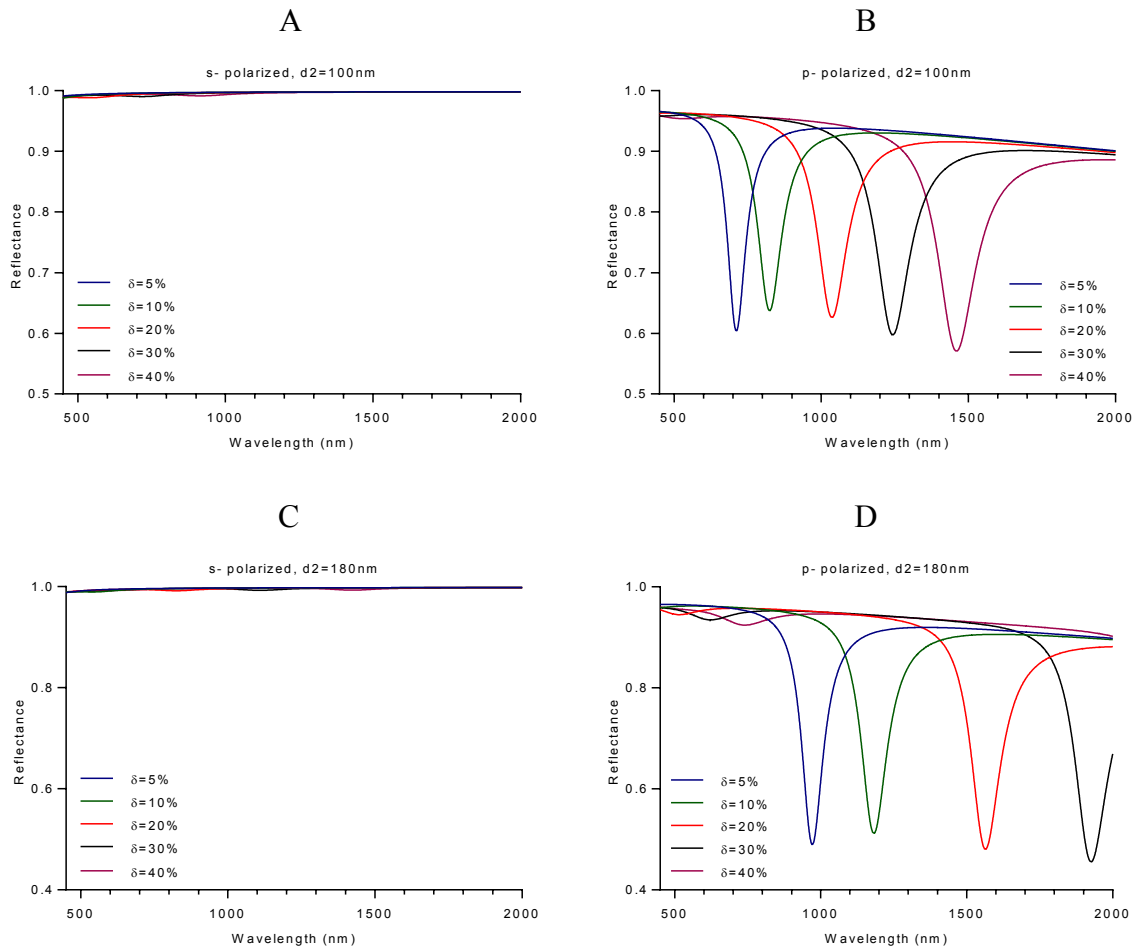 A
s- polarized, d2=100nm
1.0
0.9
0.8
0.7
0.6
0.5
Reflectance
δ=5%
δ=10%
δ=20%
δ=30%
δ=40%
500 1000 1500 2000
Wavelength (nm)
B
p- polarized, d2=100nm
1.0
0.9
0.8
0.7
0.6
0.5
Reflectance
δ=5%
δ=10%
δ=20%
δ=30%
δ=40%
500 1000 1500 2000
Wavelength (nm)
C
s- polarized, d2=180nm
1.0
0.8
0.6
0.4
Reflectance
δ=5%
δ=10%
δ=20%
δ=30%
δ=40%
500 1000 1500 2000
Wavelength (nm)
D
p- polarized, d2=180nm
1.0
0.8
0.6
0.4
Reflectance
δ=5%
δ=10%
δ=20%
δ=30%
δ=40%
500 1000 1500 2000
Wavelength (nm)